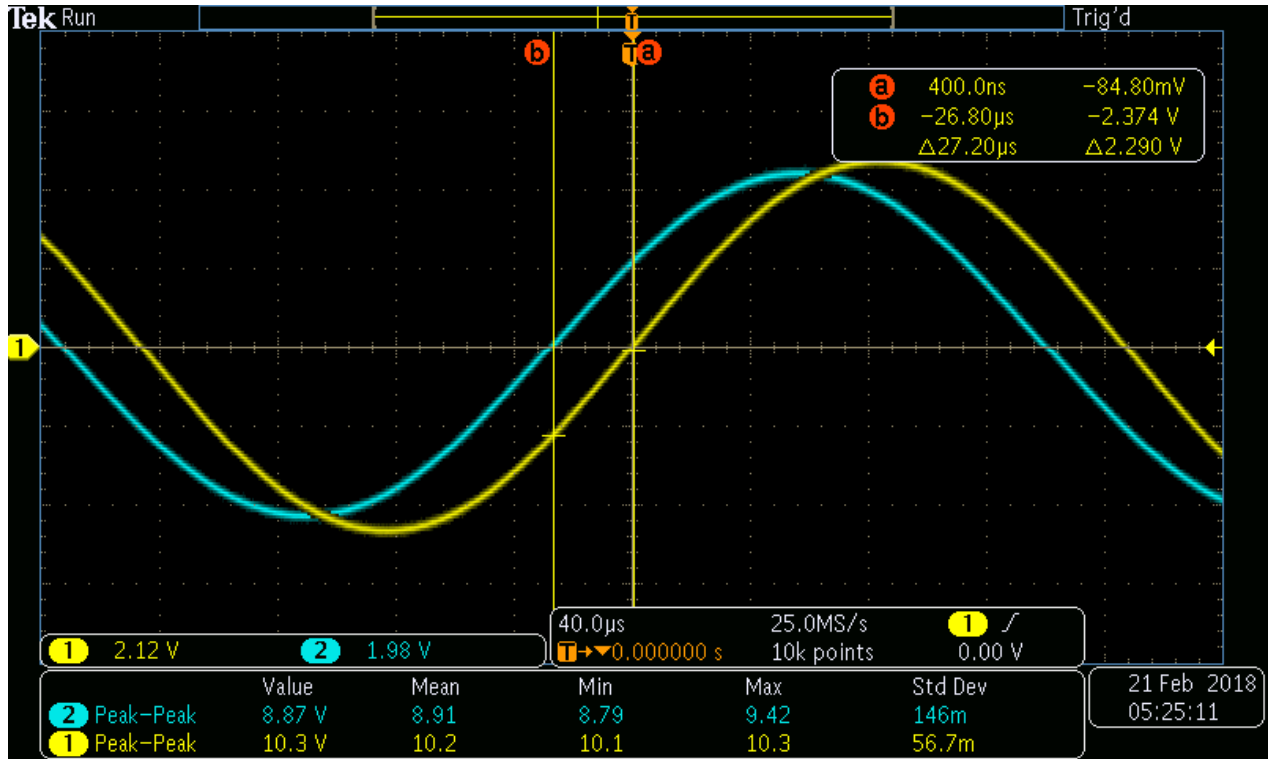 Tek Run T Trig'd
b T a
a 400.0ns −84.80mV
b −26.80µs −2.374 V
△27.20µs △2.290 V
1
40.0µs 25.0MS/s 1
1 2.12 V 2 1.98 V T→▼0.000000 s 10k points 0.00 V
Value Mean Min Max Std Dev
2 Peak−Peak 8.87 V 8.91 8.79 9.42 146m
1 Peak−Peak 10.3 V 10.2 10.1 10.3 56.7m
21 Feb 2018
05:25:11